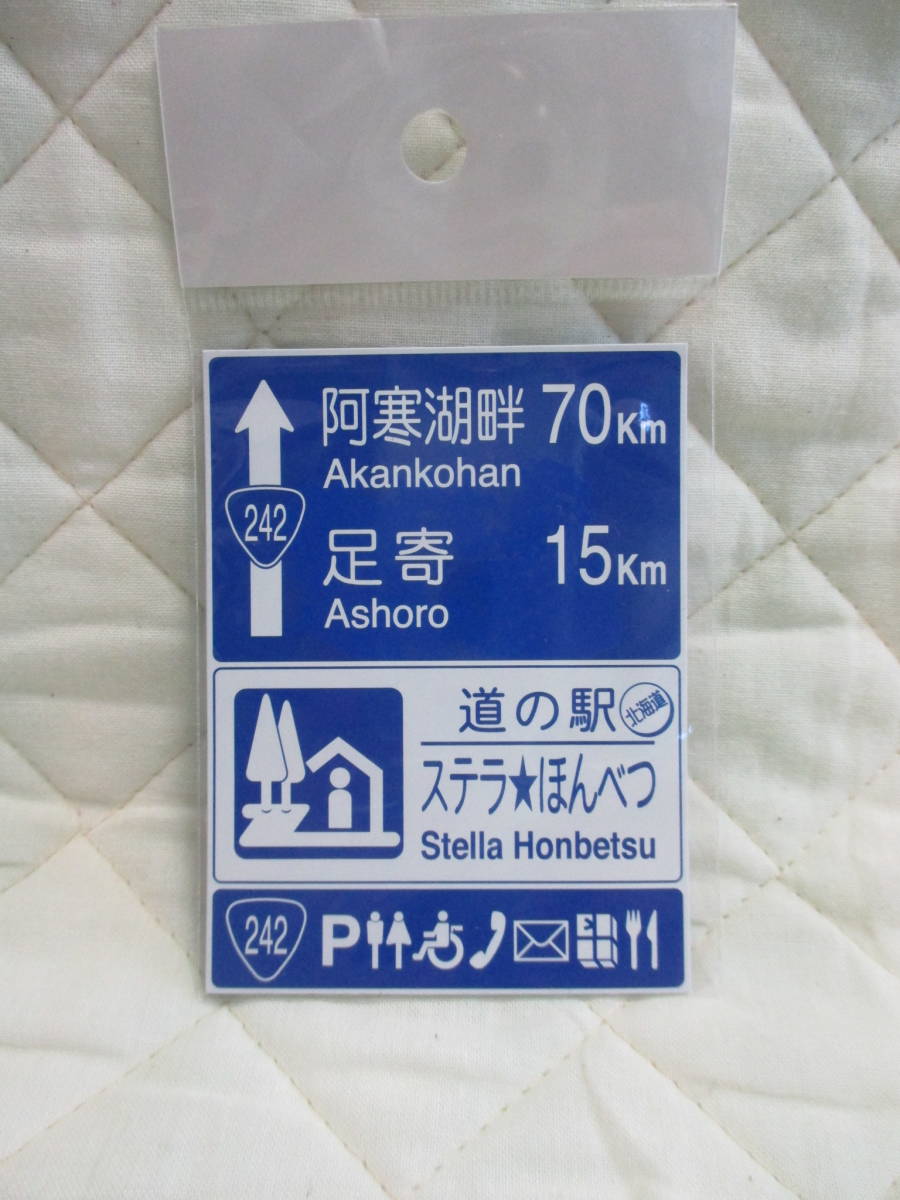 阿寒湖畔 70Km
Akankohan
242
足寄 15Km
Ashoro
道の駅 北海道
ステラ★ほんべつ
Stella Honbetsu
242 P